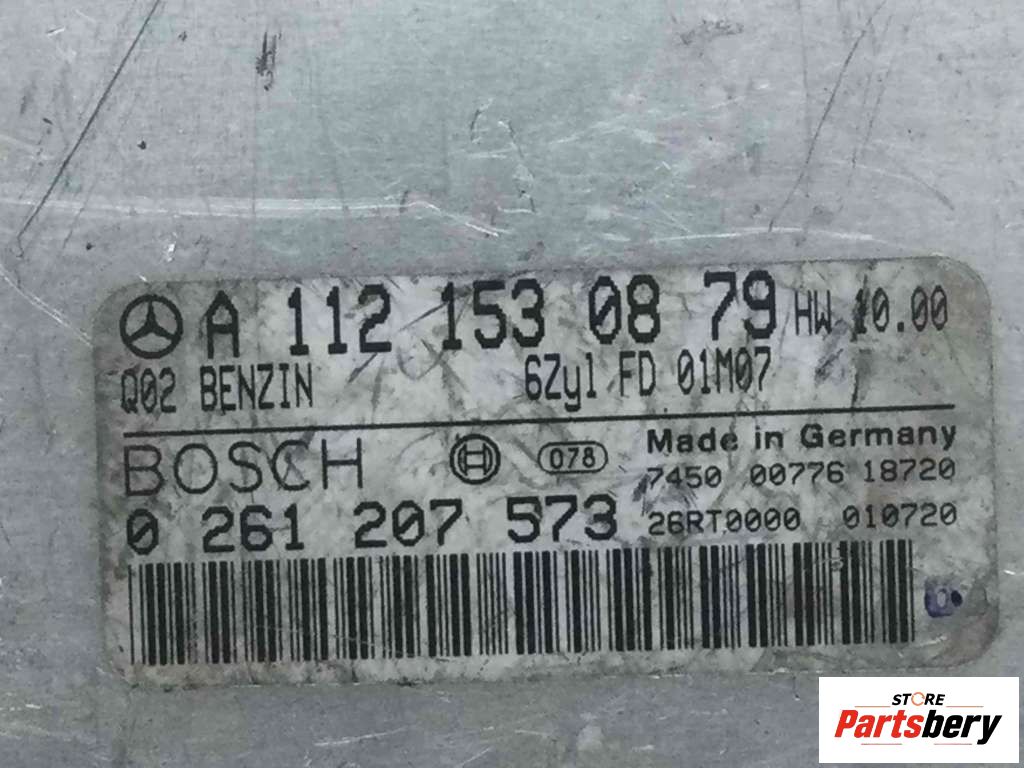 A 112 153 08 79 HW 10.00
Q02 BENZIN 6Zyl FD 01M07
BOSCH 078 Made in Germany
7450 00776 18720
0 261 207 573 26RT0000 010720
STORE
Partsbery